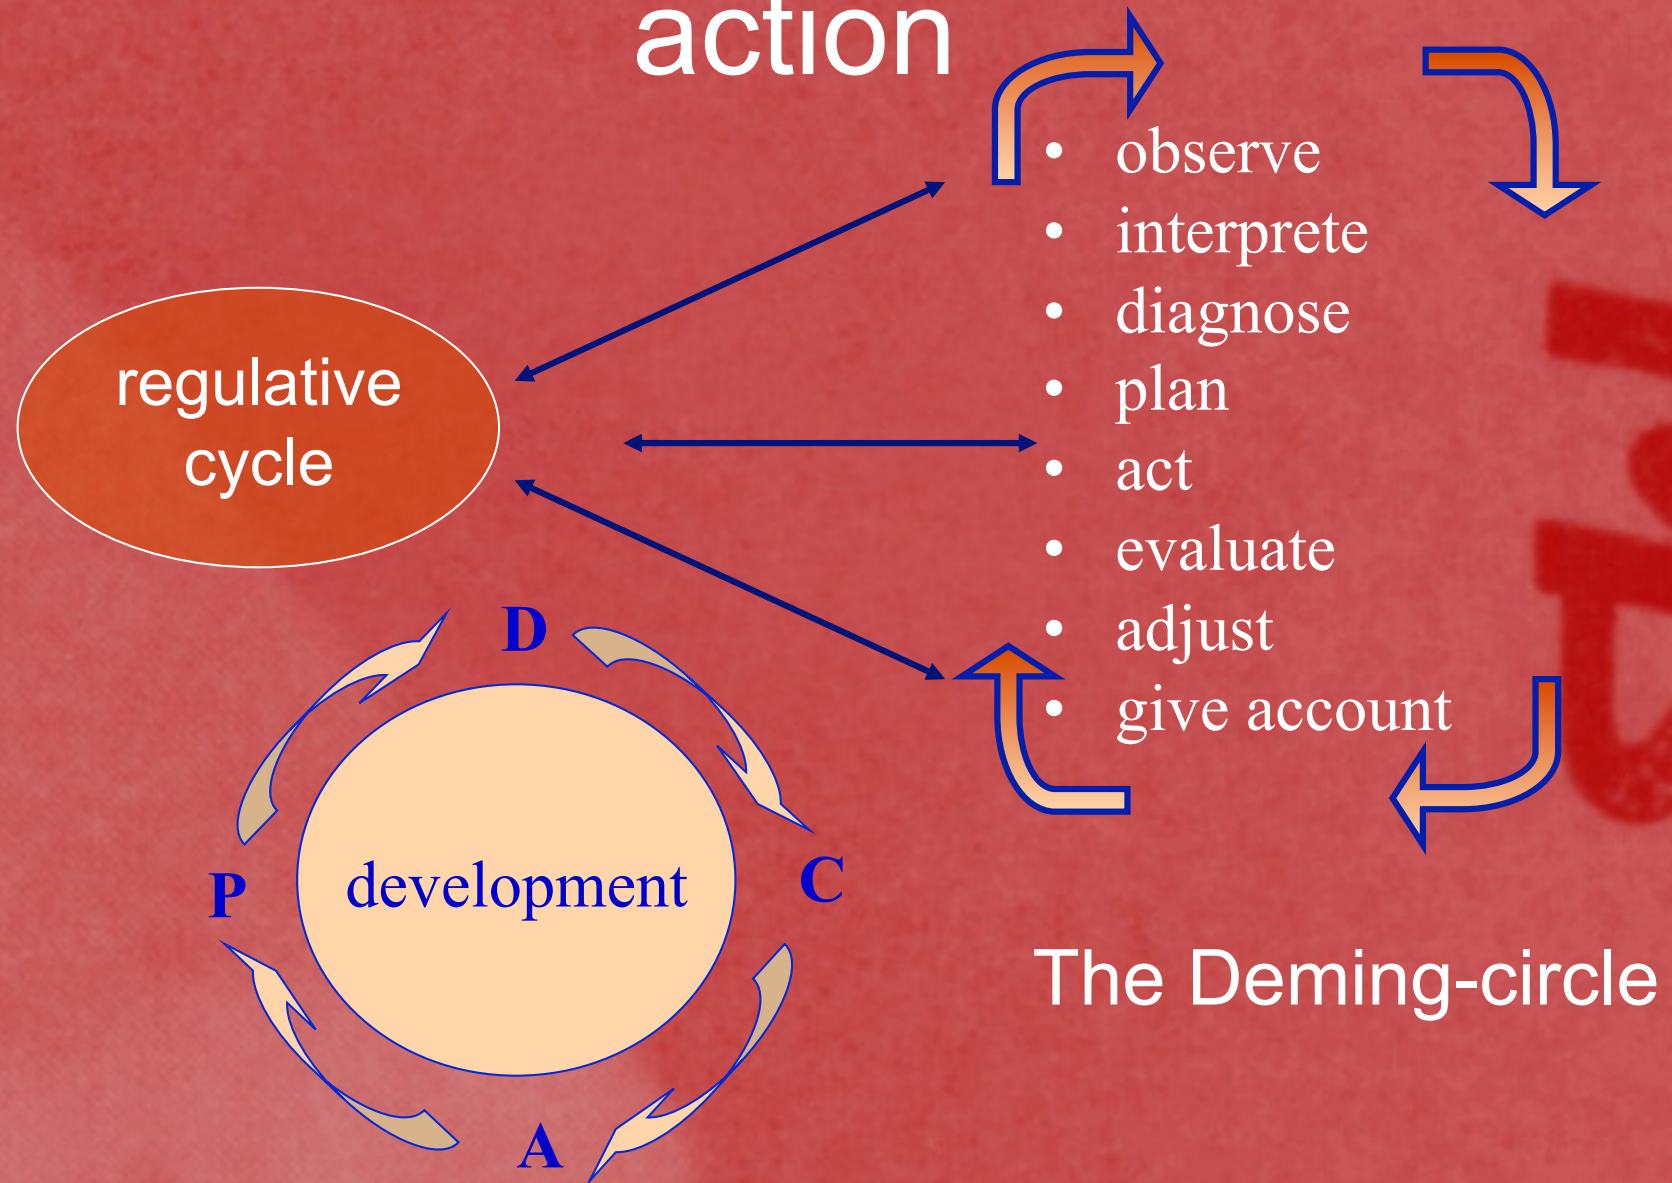 action
• observe
• interprete
• diagnose
• plan
• act
• evaluate
• adjust
• give account
regulative
cycle
D
P
development
C
A
The Deming-circle